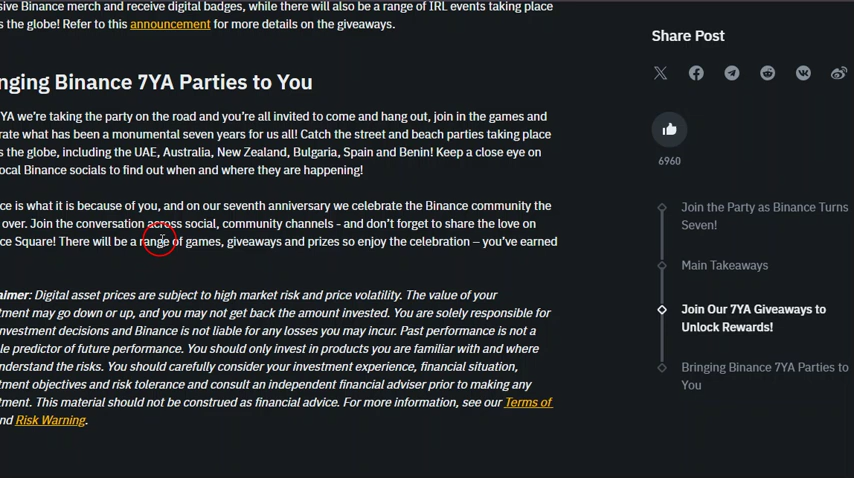 sive Binance merch and receive digital badges, while there will also be a range of IRL events taking place
s the globe! Refer to this announcement for more details on the giveaways.
nging Binance 7YA Parties to You
YA we're taking the party on the road and you're all invited to come and hang out, join in the games and
rate what has been a monumental seven years for us all! Catch the street and beach parties taking place
s the globe, including the UAE, Australia, New Zealand, Bulgaria, Spain and Benin! Keep a close eye on
ocal Binance socials to find out when and where they are happening!
ce is what it is because of you, and on our seventh anniversary we celebrate the Binance community the
over. Join the conversation across social, community channels - and don't forget to share the love on
ce Square! There will be a range of games, giveaways and prizes so enjoy the celebration – you've earned
almer: Digital asset prices are subject to high market risk and price volatility. The value of your
tment may go down or up, and you may not get back the amount invested. You are solely responsible for
nvestment decisions and Binance is not liable for any losses you may incur. Past performance is not a
le predictor of future performance. You should only invest in products you are familiar with and where
nderstand the risks. You should carefully consider your investment experience, financial situation,
tment objectives and risk tolerance and consult an independent financial adviser prior to making any
tment. This material should not be construed as financial advice. For more information, see our Terms of
nd Risk Warning.
Share Post
6960
Join the Party as Binance Turns
Seven!
Main Takeaways
Join Our 7YA Giveaways to
Unlock Rewards!
Bringing Binance 7YA Parties to
You